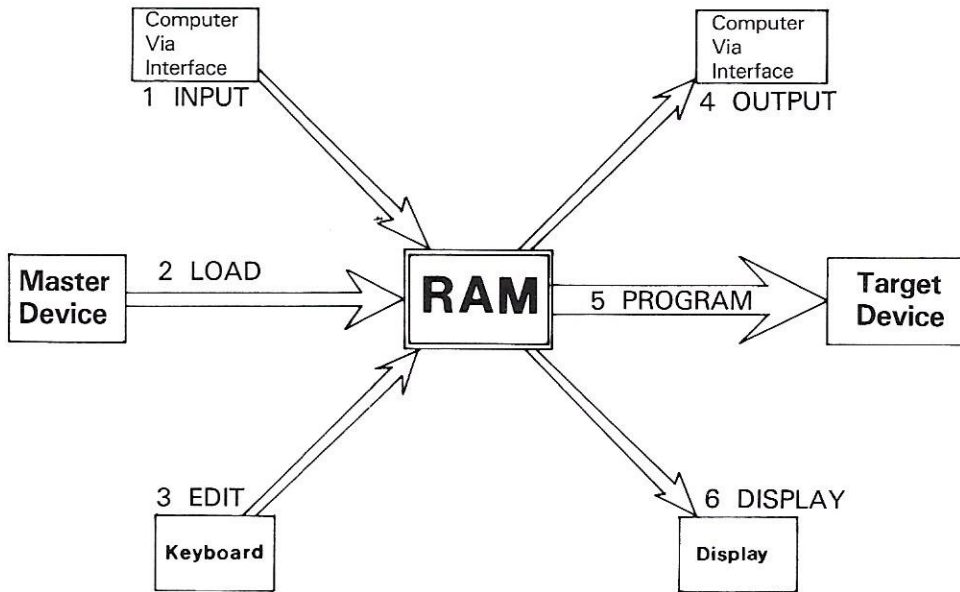 Computer
Via
Interface
1 INPUT
Computer
Via
Interface
4 OUTPUT
Master
Device
2 LOAD
RAM
5 PROGRAM
Target
Device
3 EDIT
Keyboard
6 DISPLAY
Display